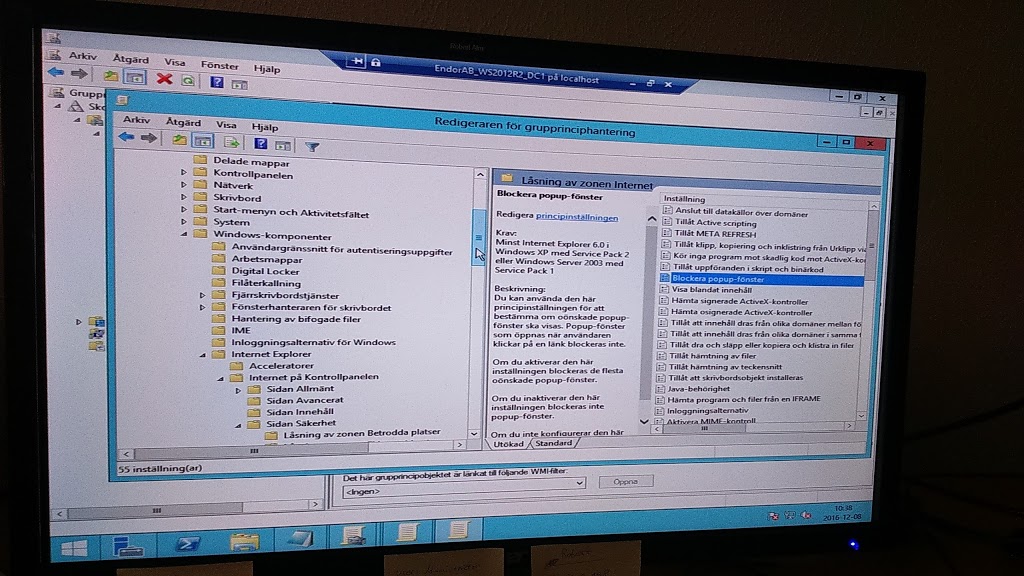 EndorAB_WS2012R2_DC1 på localhost
Arkiv Åtgärd Visa Fönster Hjälp
Redigeraren för grupprinciphantering
Arkiv Åtgärd Visa Hjälp
Delade mappar
Kontrollpanelen
Nätverk
Skrivbord
Start-menyn och Aktivitetsfältet
System
Windows-komponenter
Användargränssnitt för autentiseringsuppgifter
Arbetsmappar
Digital Locker
Filåterkallning
Fjärrskrivbordstjänster
Fönsterhanteraren för skrivbordet
Hantering av bifogade filer
IME
Inloggningsalternativ för Windows
Internet Explorer
Acceleratorer
Internet på Kontrollpanelen
Sidan Allmänt
Sidan Avancerat
Sidan Innehåll
Sidan Säkerhet
Låsning av zonen Betrodda platser
Låsning av zonen Internet
Blockera popup-fönster
Redigera principinställningen
Krav:
Minst Internet Explorer 6.0 i
Windows XP med Service Pack 2
eller Windows Server 2003 med
Service Pack 1
Beskrivning:
Du kan använda den här
principinställningen för att
bestämma om oönskade popup-
fönster ska visas. Popup-fönster
som öppnas när användaren
klickar på en länk blockeras inte.
Om du aktiverar den här
inställningen blockeras de flesta
oönskade popup-fönster.
Om du inaktiverar den här
inställningen blockeras inte
popup-fönster.
Om du inte konfigurerar den här
Inställning
Anslut till datakällor över domäner
Tillåt Active scripting
Tillåt META REFRESH
Tillåt klipp, kopiering och inklistring från Urklipp via
Kör inga program mot skadlig kod mot ActiveX-kon
Tillåt uppföranden i skript och binärkod
Blockera popup-fönster
Visa blandat innehåll
Hämta signerade ActiveX-kontroller
Hämta osignerade ActiveX-kontroller
Tillåt att innehåll dras från olika domäner mellan fö
Tillåt att innehåll dras från olika domäner i samma f
Tillåt dra och släpp eller kopiera och klistra in filer
Tillåt hämtning av filer
Tillåt hämtning av teckensnitt
Tillåt att skrivbordsobjekt installeras
Java-behörighet
Hämta program och filer från en IFRAME
Inloggningsalternativ
Aktivera MIME-kontroll
Utökad Standard
55 inställning(ar)
Det här grupprincipobjektet är länkat till följande WMI-filter:
<Ingen> Öppna
10:38
2016-12-08